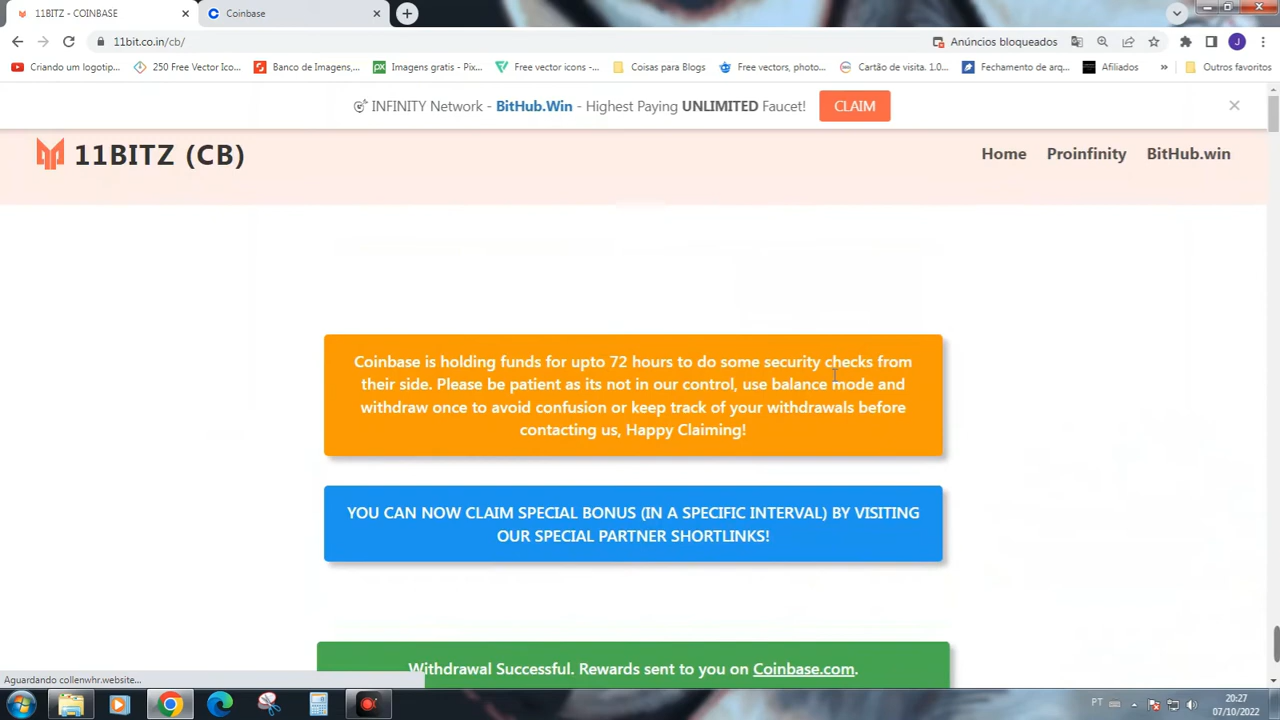 11BITZ - COINBASE
Coinbase
11bit.co.in/cb/
Anúncios bloqueados
J
Criando um logotip...
250 Free Vector Ico...
Banco de Imagens,...
Imagens gratis - Pix...
Free vector icons -...
Coisas para Blogs
Free vectors, photo...
Cartão de visita. 1.0...
Fechamento de arq...
Afiliados
»
Outros favoritos
INFINITY Network - BitHub.Win - Highest Paying UNLIMITED Faucet!
CLAIM
11BITZ (CB)
Home
Proinfinity
BitHub.win
Coinbase is holding funds for upto 72 hours to do some security checks from
their side. Please be patient as its not in our control, use balance mode and
withdraw once to avoid confusion or keep track of your withdrawals before
contacting us, Happy Claiming!
YOU CAN NOW CLAIM SPECIAL BONUS (IN A SPECIFIC INTERVAL) BY VISITING
OUR SPECIAL PARTNER SHORTLINKS!
Withdrawal Successful. Rewards sent to you on Coinbase.com.
Aguardando collenwhr.website...
PT
20:27
07/10/2022